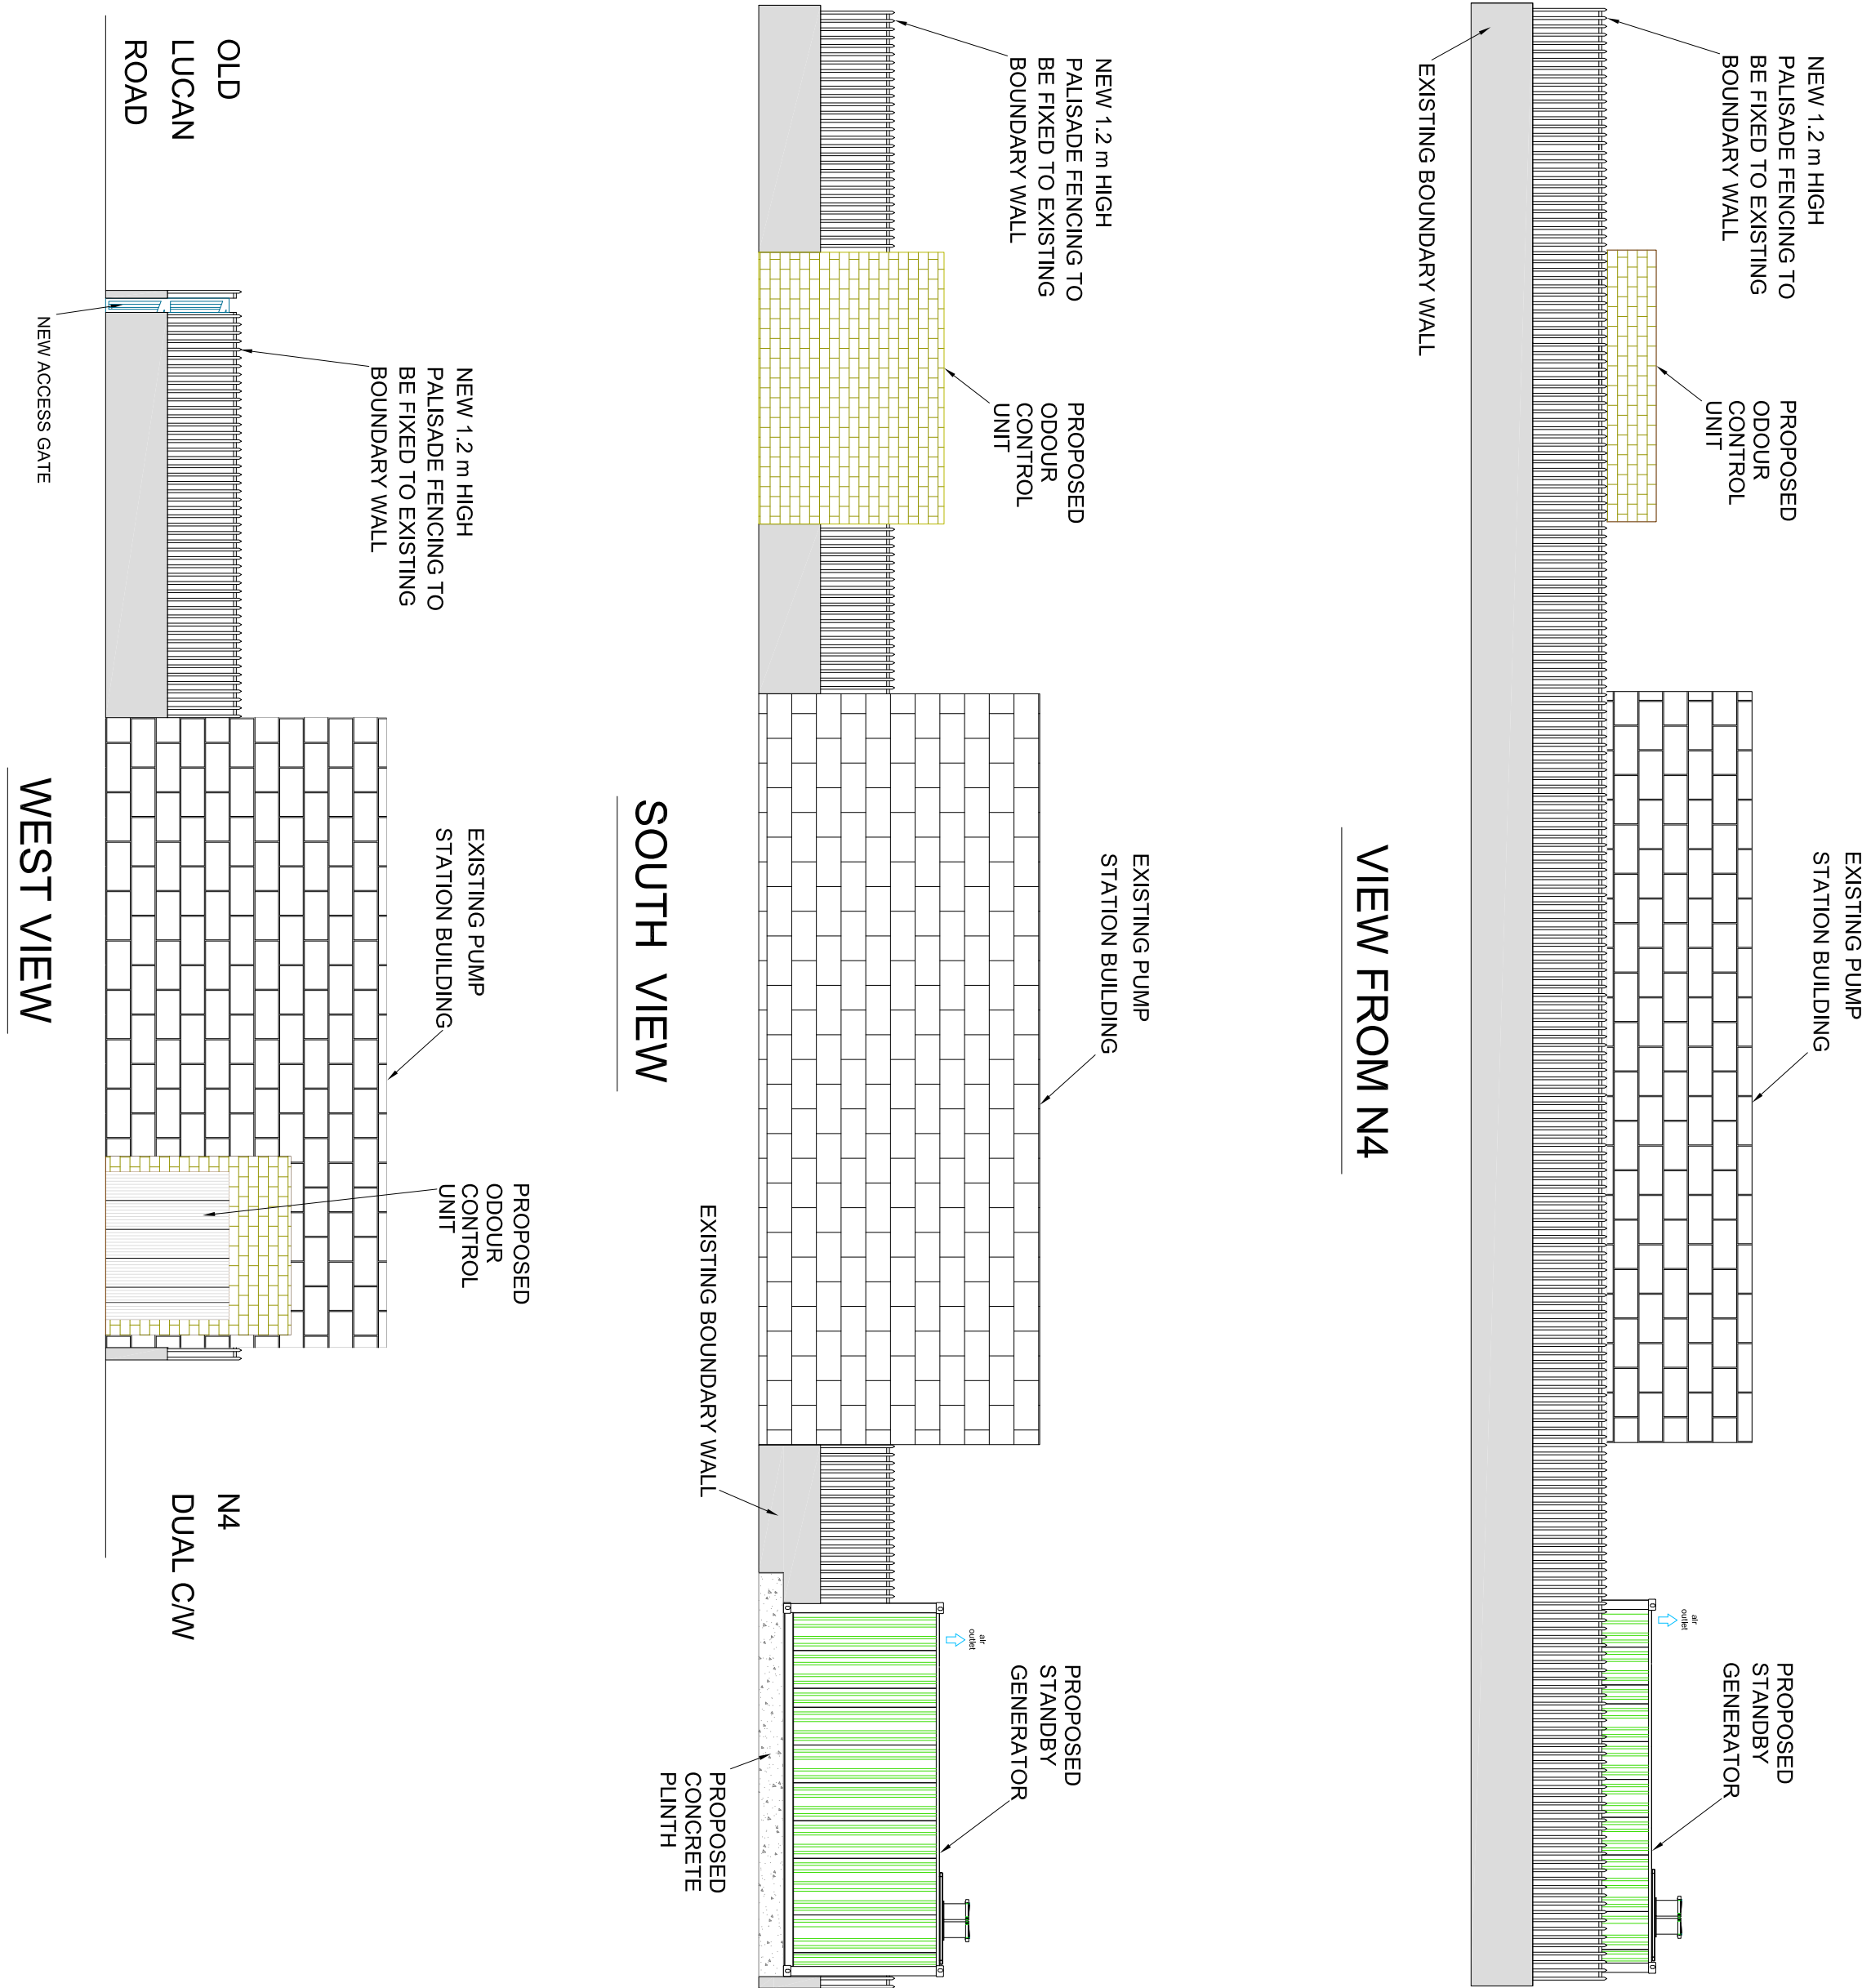 NEW 1.2 m HIGH
PALISADE FENCING TO
BE FIXED TO EXISTING
BOUNDARY WALL
EXISTING BOUNDARY WALL
PROPOSED
ODOUR
CONTROL
UNIT
EXISTING PUMP
STATION BUILDING
air
outlet
PROPOSED
STANDBY
GENERATOR
VIEW FROM N4
NEW 1.2 m HIGH
PALISADE FENCING TO
BE FIXED TO EXISTING
BOUNDARY WALL
PROPOSED
ODOUR
CONTROL
UNIT
EXISTING PUMP
STATION BUILDING
EXISTING BOUNDARY WALL
air
outlet
PROPOSED
STANDBY
GENERATOR
PROPOSED
CONCRETE
PLINTH
SOUTH VIEW
OLD
LUCAN
ROAD
NEW ACCESS GATE
NEW 1.2 m HIGH
PALISADE FENCING TO
BE FIXED TO EXISTING
BOUNDARY WALL
EXISTING PUMP
STATION BUILDING
PROPOSED
ODOUR
CONTROL
UNIT
N4
DUAL C/W
WEST VIEW